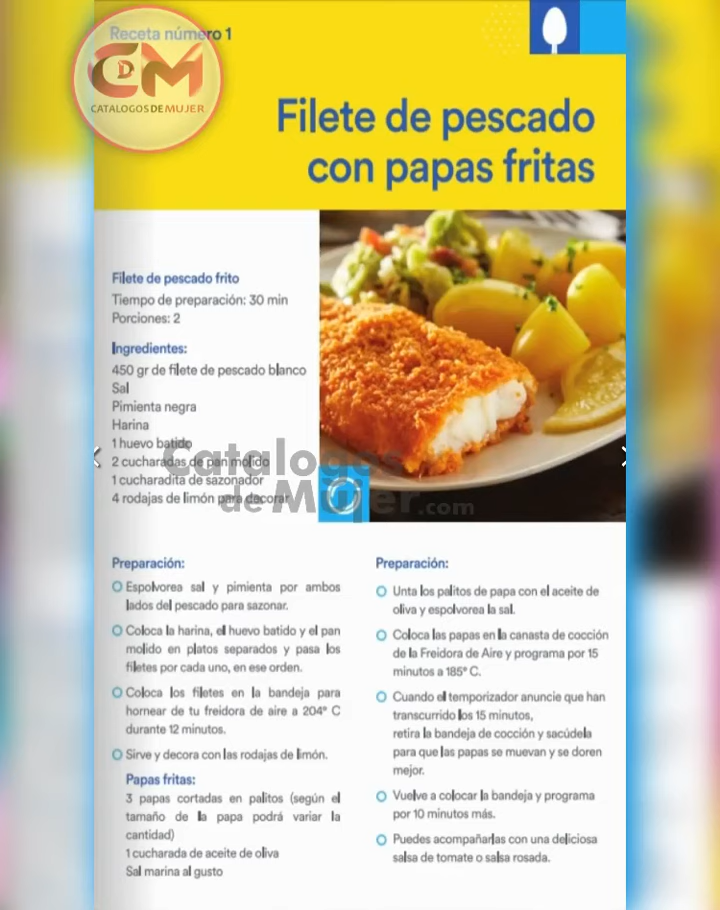 Receta número 1
CDM
CATALOGOS DE MUJER
Filete de pescado
con papas fritas
Filete de pescado frito
Tiempo de preparación: 30 min
Porciones: 2
Ingredientes:
450 gr de filete de pescado blanco
Sal
Pimienta negra
Harina
1 huevo batido
2 cucharadas de pan molido
1 cucharadita de sazonador
4 rodajas de limón para decorar
Catalogos
de Mujer.com
Preparación:
Espolvorea sal y pimienta por ambos
lados del pescado para sazonar.
Coloca la harina, el huevo batido y el pan
molido en platos separados y pasa los
filetes por cada uno, en ese orden.
Coloca los filetes en la bandeja para
hornear de tu freidora de aire a 204° C
durante 12 minutos.
Sirve y decora con las rodajas de limón.
Papas fritas:
3 papas cortadas en palitos (según el
tamaño de la papa podrá variar la
cantidad)
1 cucharada de aceite de oliva
Sal marina al gusto
Preparación:
Unta los palitos de papa con el aceite de
oliva y espolvorea la sal.
Coloca las papas en la canasta de cocción
de la Freidora de Aire y programa por 15
minutos a 185° C.
Cuando el temporizador anuncie que han
transcurrido los 15 minutos,
retira la bandeja de cocción y sacúdela
para que las papas se muevan y se doren
mejor.
Vuelve a colocar la bandeja y programa
por 10 minutos más.
Puedes acompañarlas con una deliciosa
salsa de tomate o salsa rosada.